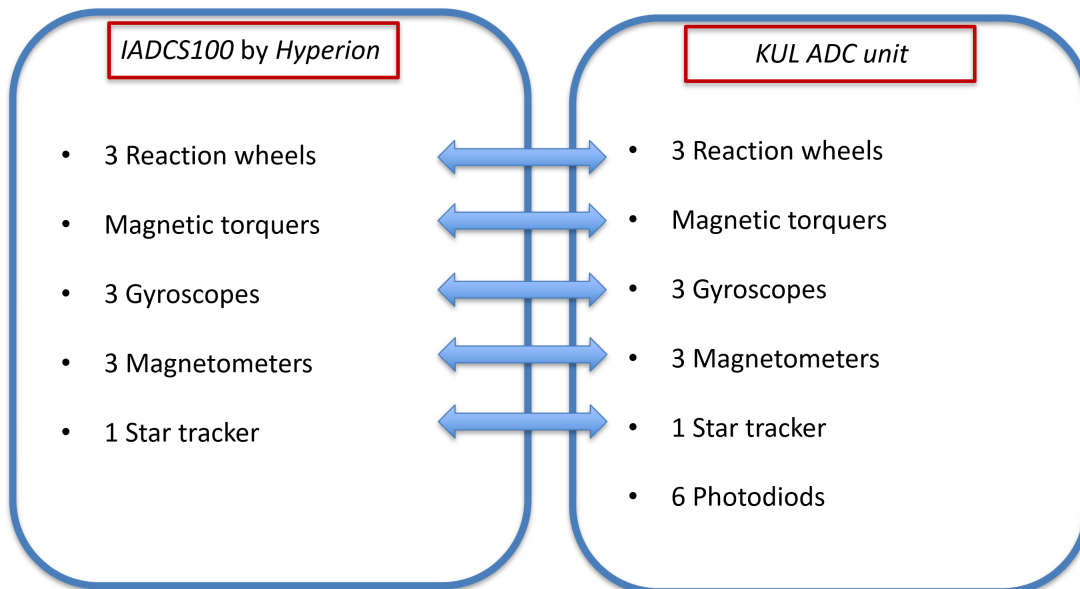 IADCS100 by Hyperion
• 3 Reaction wheels
• Magnetic torquers
• 3 Gyroscopes
• 3 Magnetometers
• 1 Star tracker
KUL ADC unit
• 3 Reaction wheels
• Magnetic torquers
• 3 Gyroscopes
• 3 Magnetometers
• 1 Star tracker
• 6 Photodiods